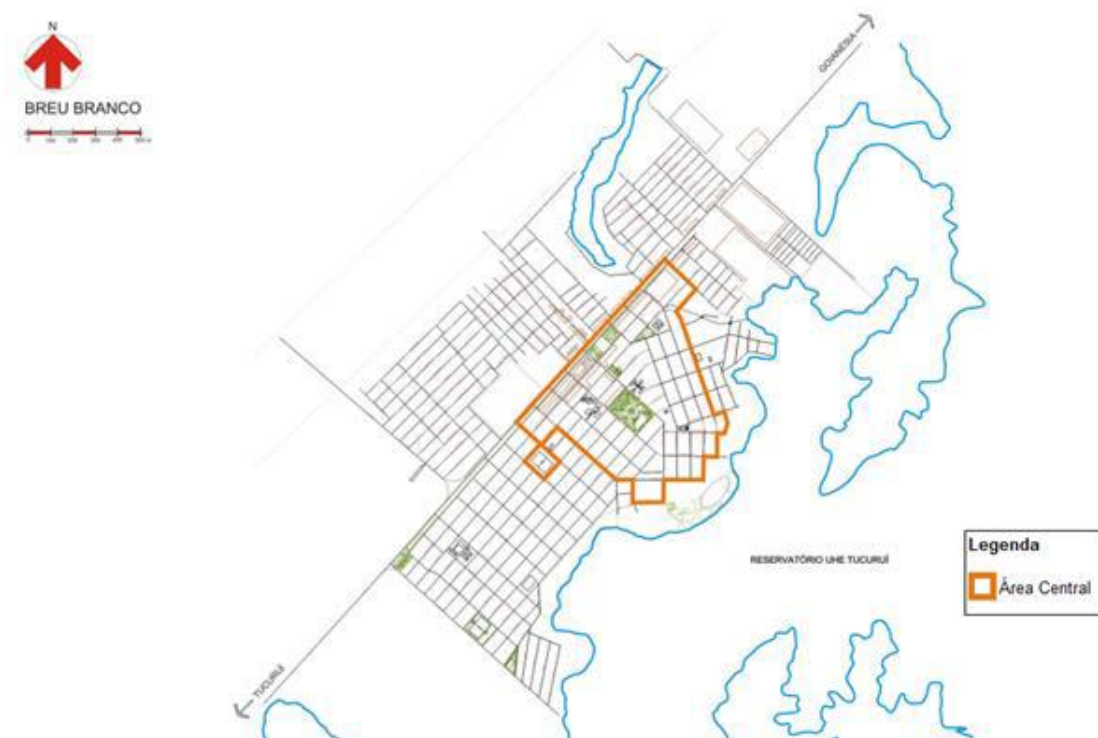 N
BREU BRANCO
GOIANÉSIA
RESERVATÓRIO UHE TUCURUÍ
Legenda
Área Central
TUCURUÍ